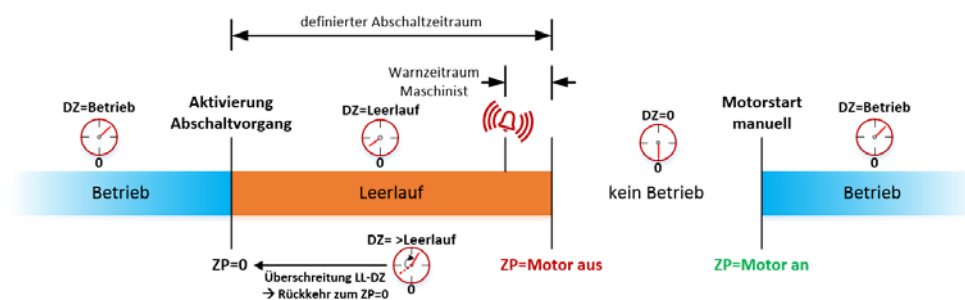 definierter Abschaltzeitraum
Warnzeitraum
Maschinist
DZ=Betrieb
0
Aktivierung
Abschaltvorgang
DZ=Leerlauf
0
DZ=0
0
Motorstart
manuell
DZ=Betrieb
0
Betrieb
Leerlauf
kein Betrieb
Betrieb
DZ= >Leerlauf
0
ZP=0
Überschreitung LL-DZ
→ Rückkehr zum ZP=0
ZP=Motor aus
ZP=Motor an